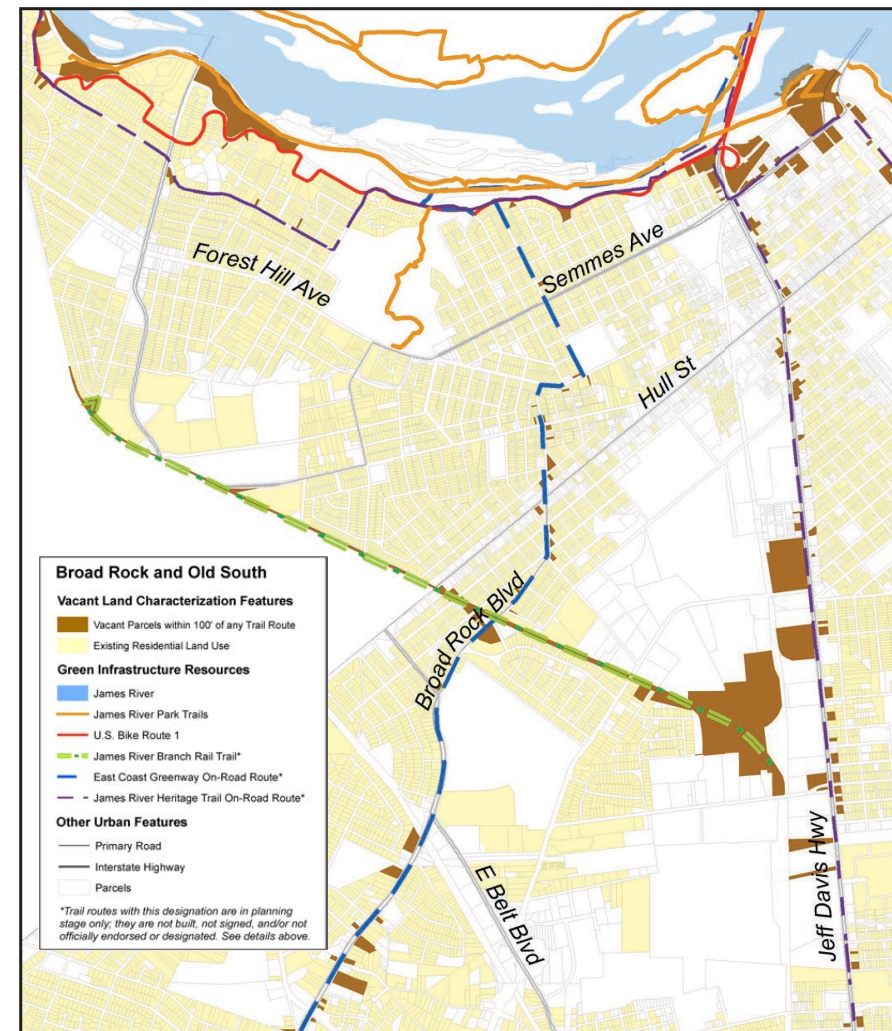 Forest Hill Ave
Semmes Ave
Hull St
Broad Rock Blvd
E Belt Blvd
Jeff Davis Hwy
Broad Rock and Old South
Vacant Land Characterization Features
Vacant Parcels within 100' of any Trail Route
Existing Residential Land Use
Green Infrastructure Resources
James River
James River Park Trails
U.S. Bike Route 1
James River Branch Rail Trail*
East Coast Greenway On-Road Route*
James River Heritage Trail On-Road Route*
Other Urban Features
Primary Road
Interstate Highway
Parcels
*Trail routes with this designation are in planning
stage only; they are not built, not signed, and/or not
officially endorsed or designated. See details above.